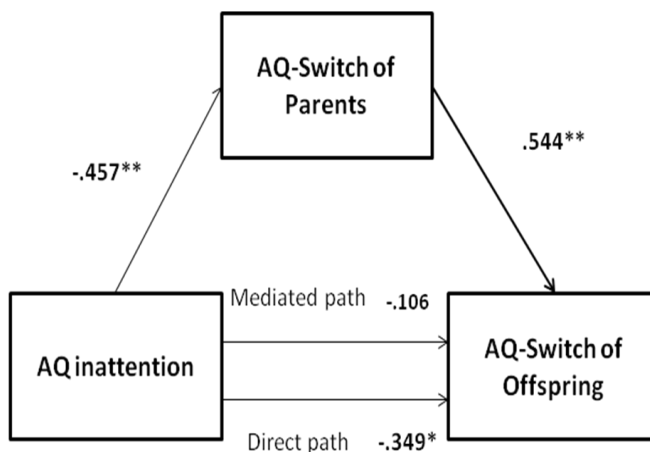 AQ-Switch of
Parents
-.457**
.544**
Mediated path -.106
AQ inattention
AQ-Switch of
Offspring
Direct path -.349*